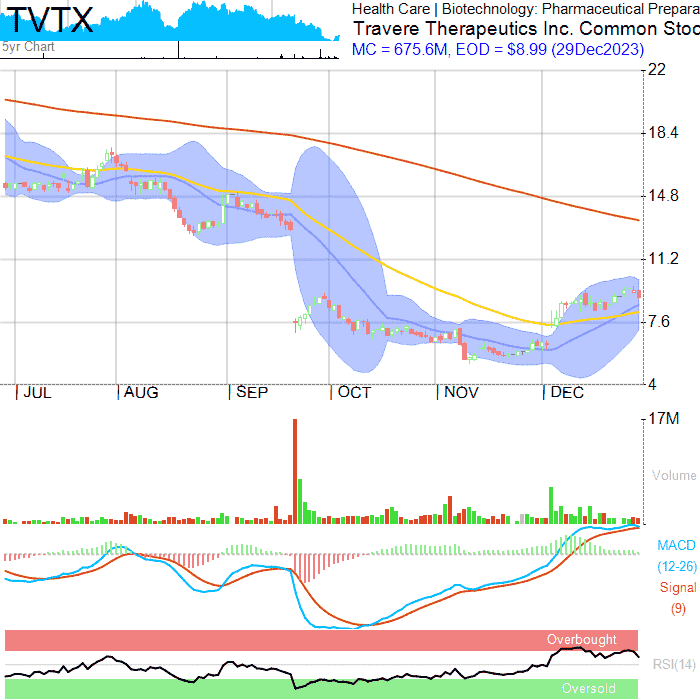 TVTX
5yr Chart
Health Care | Biotechnology: Pharmaceutical Prepara
Travere Therapeutics Inc. Common Stoc
MC = 675.6M, EOD = $8.99 (29Dec2023)
22
18.4
14.8
11.2
7.6
4
JUL AUG SEP OCT NOV DEC
17M
Volume
MACD
(12-26)
Signal
(9)
Overbought
RSI(14)
Oversold